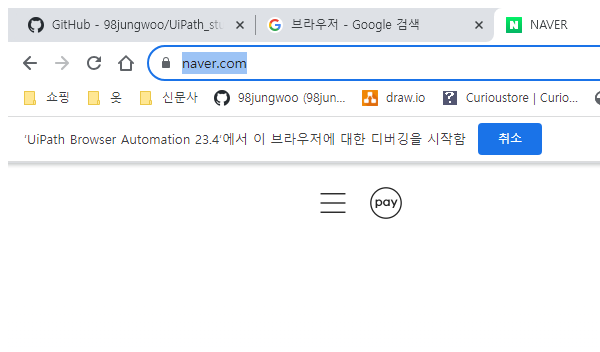 GitHub - 98jungwoo/UiPath_stu
브라우저 - Google 검색
NAVER
naver.com
쇼핑
옷
신문사
98jungwoo (98jun...
draw.io
Curioustore | Curio...
'UiPath Browser Automation 23.4'에서 이 브라우저에 대한 디버깅을 시작함
취소
pay